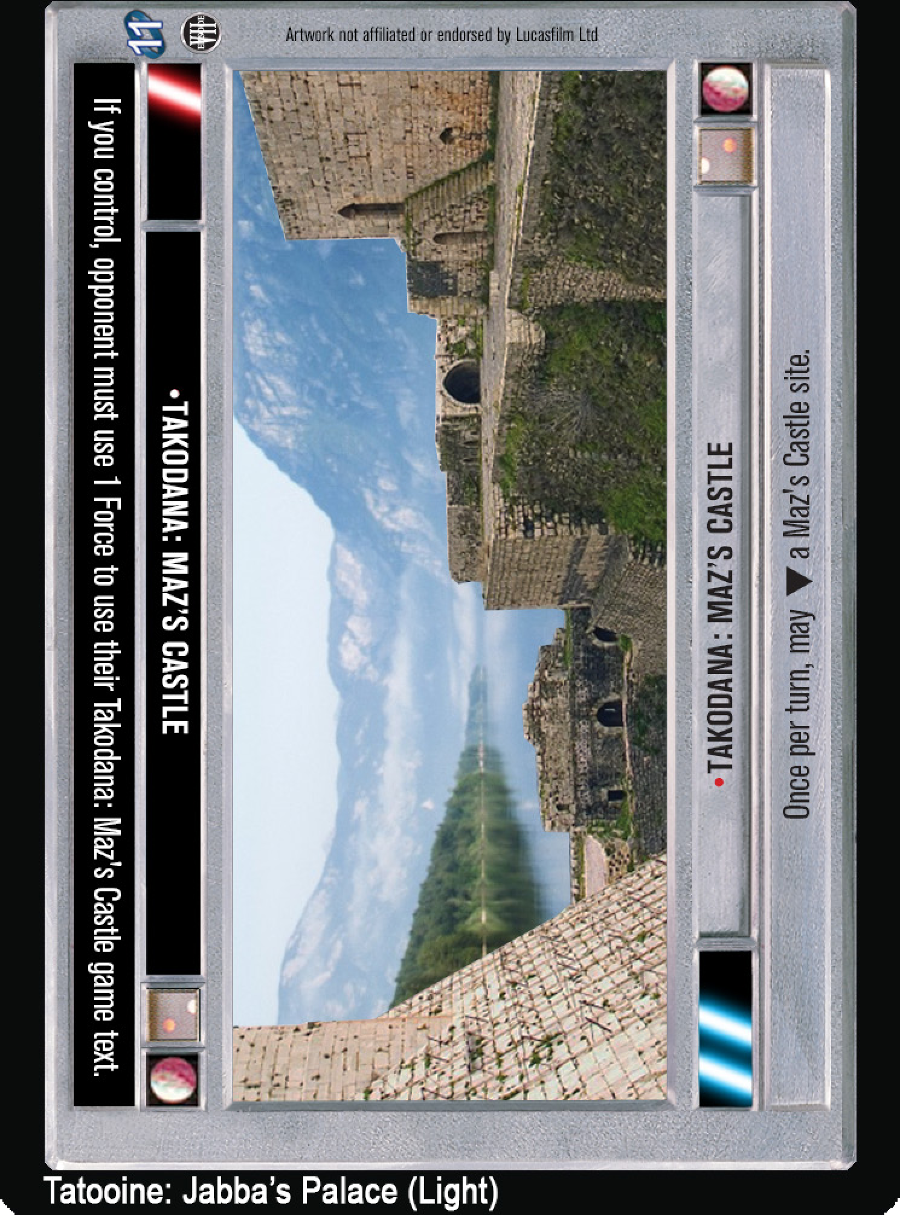 Artwork not affiliated or endorsed by Lucasfilm Ltd
11
If you control, opponent must use 1 Force to use their Takodana: Maz's Castle game text.
•TAKODANA: MAZ'S CASTLE
•TAKODANA: MAZ'S CASTLE
Once per turn, may ▼ a Maz's Castle site.
Tatooine: Jabba's Palace (Light)